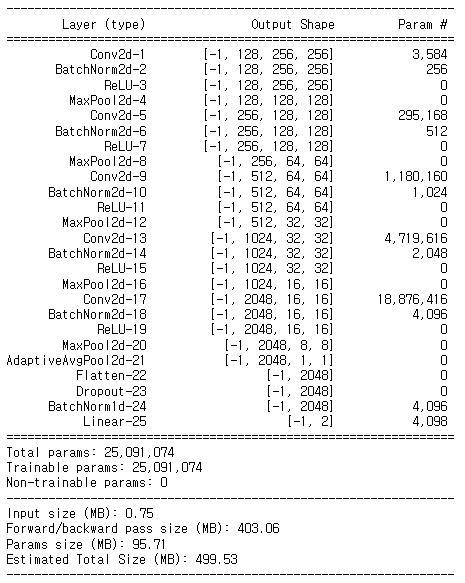 ----------------------------------------------------------------
Layer (type) Output Shape Param #
================================================================
Conv2d-1 [-1, 128, 256, 256] 3,584
BatchNorm2d-2 [-1, 128, 256, 256] 256
ReLU-3 [-1, 128, 256, 256] 0
MaxPool2d-4 [-1, 128, 128, 128] 0
Conv2d-5 [-1, 256, 128, 128] 295,168
BatchNorm2d-6 [-1, 256, 128, 128] 512
ReLU-7 [-1, 256, 128, 128] 0
MaxPool2d-8 [-1, 256, 64, 64] 0
Conv2d-9 [-1, 512, 64, 64] 1,180,160
BatchNorm2d-10 [-1, 512, 64, 64] 1,024
ReLU-11 [-1, 512, 64, 64] 0
MaxPool2d-12 [-1, 512, 32, 32] 0
Conv2d-13 [-1, 1024, 32, 32] 4,719,616
BatchNorm2d-14 [-1, 1024, 32, 32] 2,048
ReLU-15 [-1, 1024, 32, 32] 0
MaxPool2d-16 [-1, 1024, 16, 16] 0
Conv2d-17 [-1, 2048, 16, 16] 18,876,416
BatchNorm2d-18 [-1, 2048, 16, 16] 4,096
ReLU-19 [-1, 2048, 16, 16] 0
MaxPool2d-20 [-1, 2048, 8, 8] 0
AdaptiveAvgPool2d-21 [-1, 2048, 1, 1] 0
Flatten-22 [-1, 2048] 0
Dropout-23 [-1, 2048] 0
BatchNorm1d-24 [-1, 2048] 4,096
Linear-25 [-1, 2] 4,098
================================================================
Total params: 25,091,074
Trainable params: 25,091,074
Non-trainable params: 0
----------------------------------------------------------------
Input size (MB): 0.75
Forward/backward pass size (MB): 403.06
Params size (MB): 95.71
Estimated Total Size (MB): 499.53
----------------------------------------------------------------